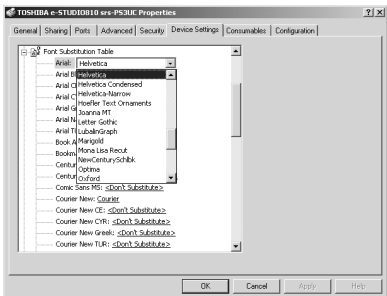 TOSHIBA e-STUDIO810 srs-PS3UC Properties
General Sharing Ports Advanced Security Device Settings Consumables Configuration
Font Substitution Table
Arial: Helvetica
Arial Bl Helvetica
Arial C Helvetica Condensed
Arial C Helvetica-Narrow
Arial G Hoefler Text Ornaments
Arial N Joanna MT
Arial Ti Letter Gothic
Book A LubalinGraph
Bookm Marigold
Centur Mona Lisa Recut
Centur NewCenturySchlbk
Optima
Oxford
Comic Sans MS: <Don't Substitute>
Courier New: Courier
Courier New CE: <Don't Substitute>
Courier New CYR: <Don't Substitute>
Courier New Greek: <Don't Substitute>
Courier New TUR: <Don't Substitute>
OK Cancel Apply Help